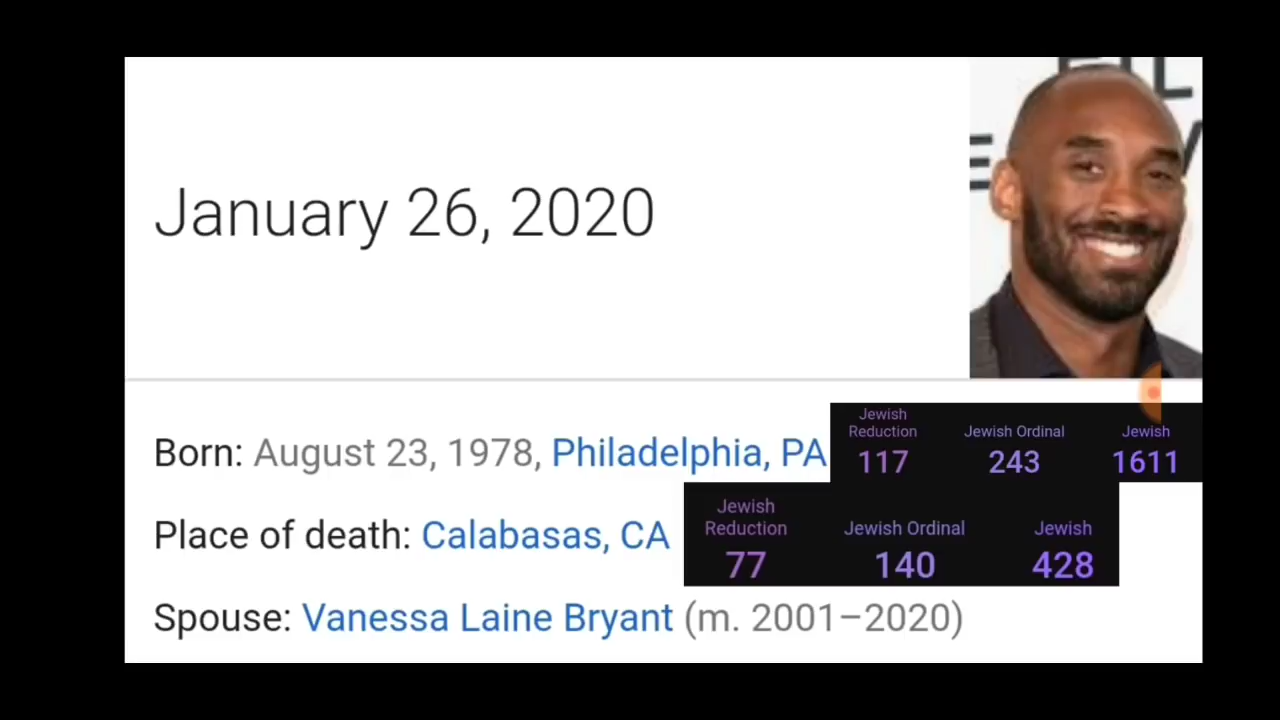 January 26, 2020
Born: August 23, 1978, Philadelphia, PA
Jewish Reduction
117
Jewish Ordinal
243
Jewish
1611
Place of death: Calabasas, CA
Jewish Reduction
77
Jewish Ordinal
140
Jewish
428
Spouse: Vanessa Laine Bryant (m. 2001–2020)